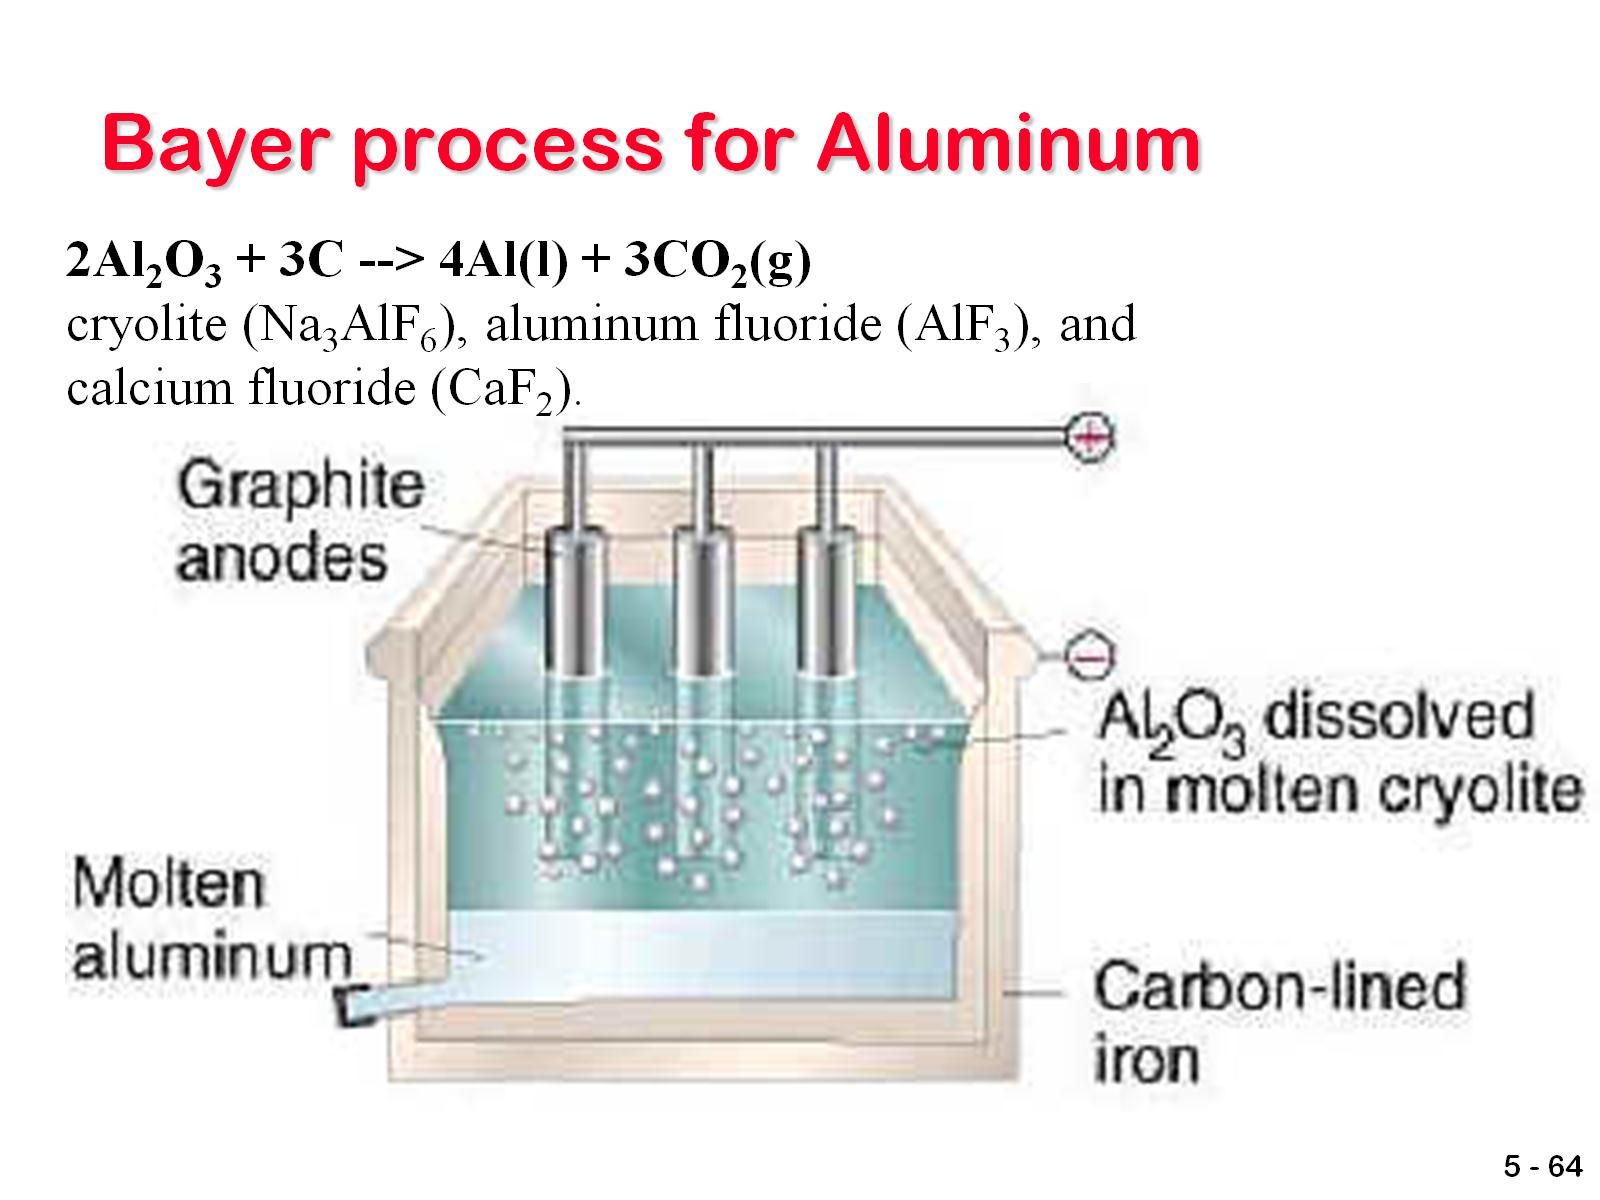 Bayer process for Aluminum
2Al₂O₃ + 3C --> 4Al(l) + 3CO₂(g)
cryolite (Na₃AlF₆), aluminum fluoride (AlF₃), and
calcium fluoride (CaF₂).
+
Graphite
anodes
−
Al₂O₃ dissolved
in molten cryolite
Molten
aluminum
Carbon-lined
iron
5 - 64